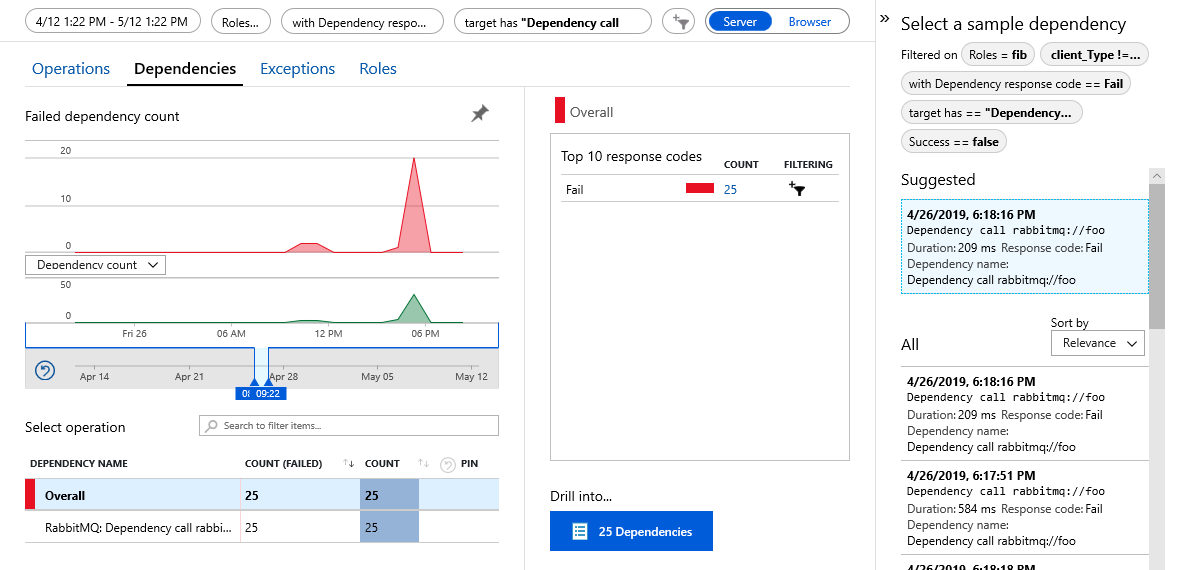 4/12 1:22 PM - 5/12 1:22 PM
Roles...
with Dependency respo...
target has "Dependency call
Server
Browser
Operations
Dependencies
Exceptions
Roles
Failed dependency count
20
10
0
Dependency count
50
0
Fri 26
06 AM
12 PM
06 PM
Apr 14
Apr 21
Apr 28
May 05
May 12
09:22
Select operation
Search to filter items...
DEPENDENCY NAME
COUNT (FAILED)
COUNT
PIN
Overall
25
25
RabbitMQ: Dependency call rabbi...
25
25
Overall
Top 10 response codes
COUNT
FILTERING
Fail
25
Drill into...
25 Dependencies
»
Select a sample dependency
Filtered on
Roles = fib
client_Type !=...
with Dependency response code == Fail
target has == "Dependency...
Success == false
Suggested
4/26/2019, 6:18:16 PM
Dependency call rabbitmq://foo
Duration: 209 ms Response code: Fail
Dependency name:
Dependency call rabbitmq://foo
Sort by
All
Relevance
4/26/2019, 6:18:16 PM
Dependency call rabbitmq://foo
Duration: 209 ms Response code: Fail
Dependency name:
Dependency call rabbitmq://foo
4/26/2019, 6:17:51 PM
Dependency call rabbitmq://foo
Duration: 584 ms Response code: Fail
Dependency name:
Dependency call rabbitmq://foo
4/26/2019, 6:18:18 PM